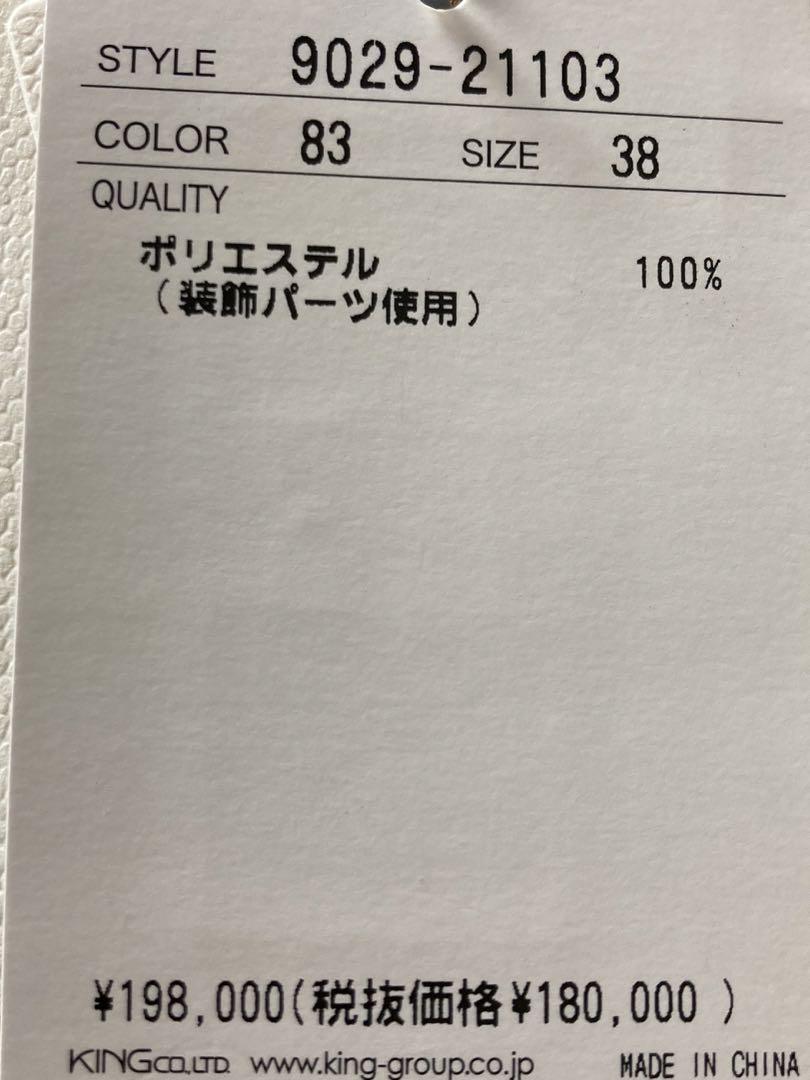 STYLE 9029-21103
COLOR 83 SIZE 38
QUALITY
ポリエステル 100%
(装飾パーツ使用)
¥198,000(税抜価格¥180,000 )
KING CO.,LTD. www.king-group.co.jp MADE IN CHINA